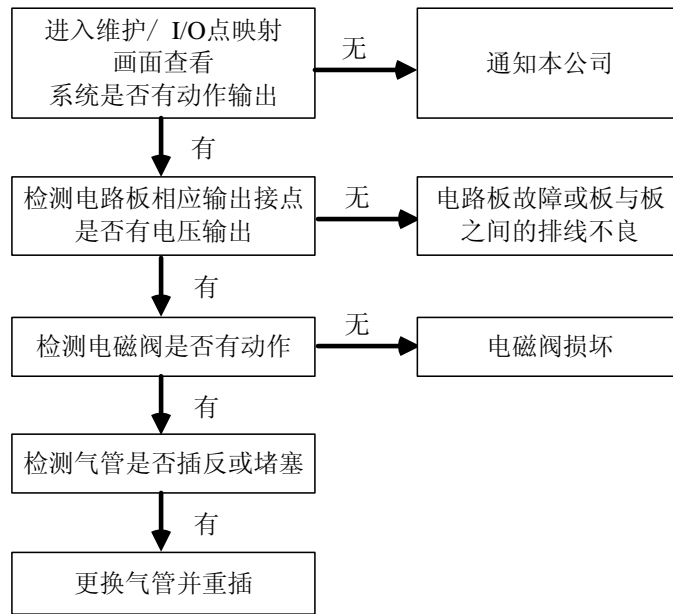 进入维护/ I/O点映射
画面查看
系统是否有动作输出
无
通知本公司
有
检测电路板相应输出接点
是否有电压输出
无
电路板故障或板与板
之间的排线不良
有
检测电磁阀是否有动作
无
电磁阀损坏
有
检测气管是否插反或堵塞
有
更换气管并重插